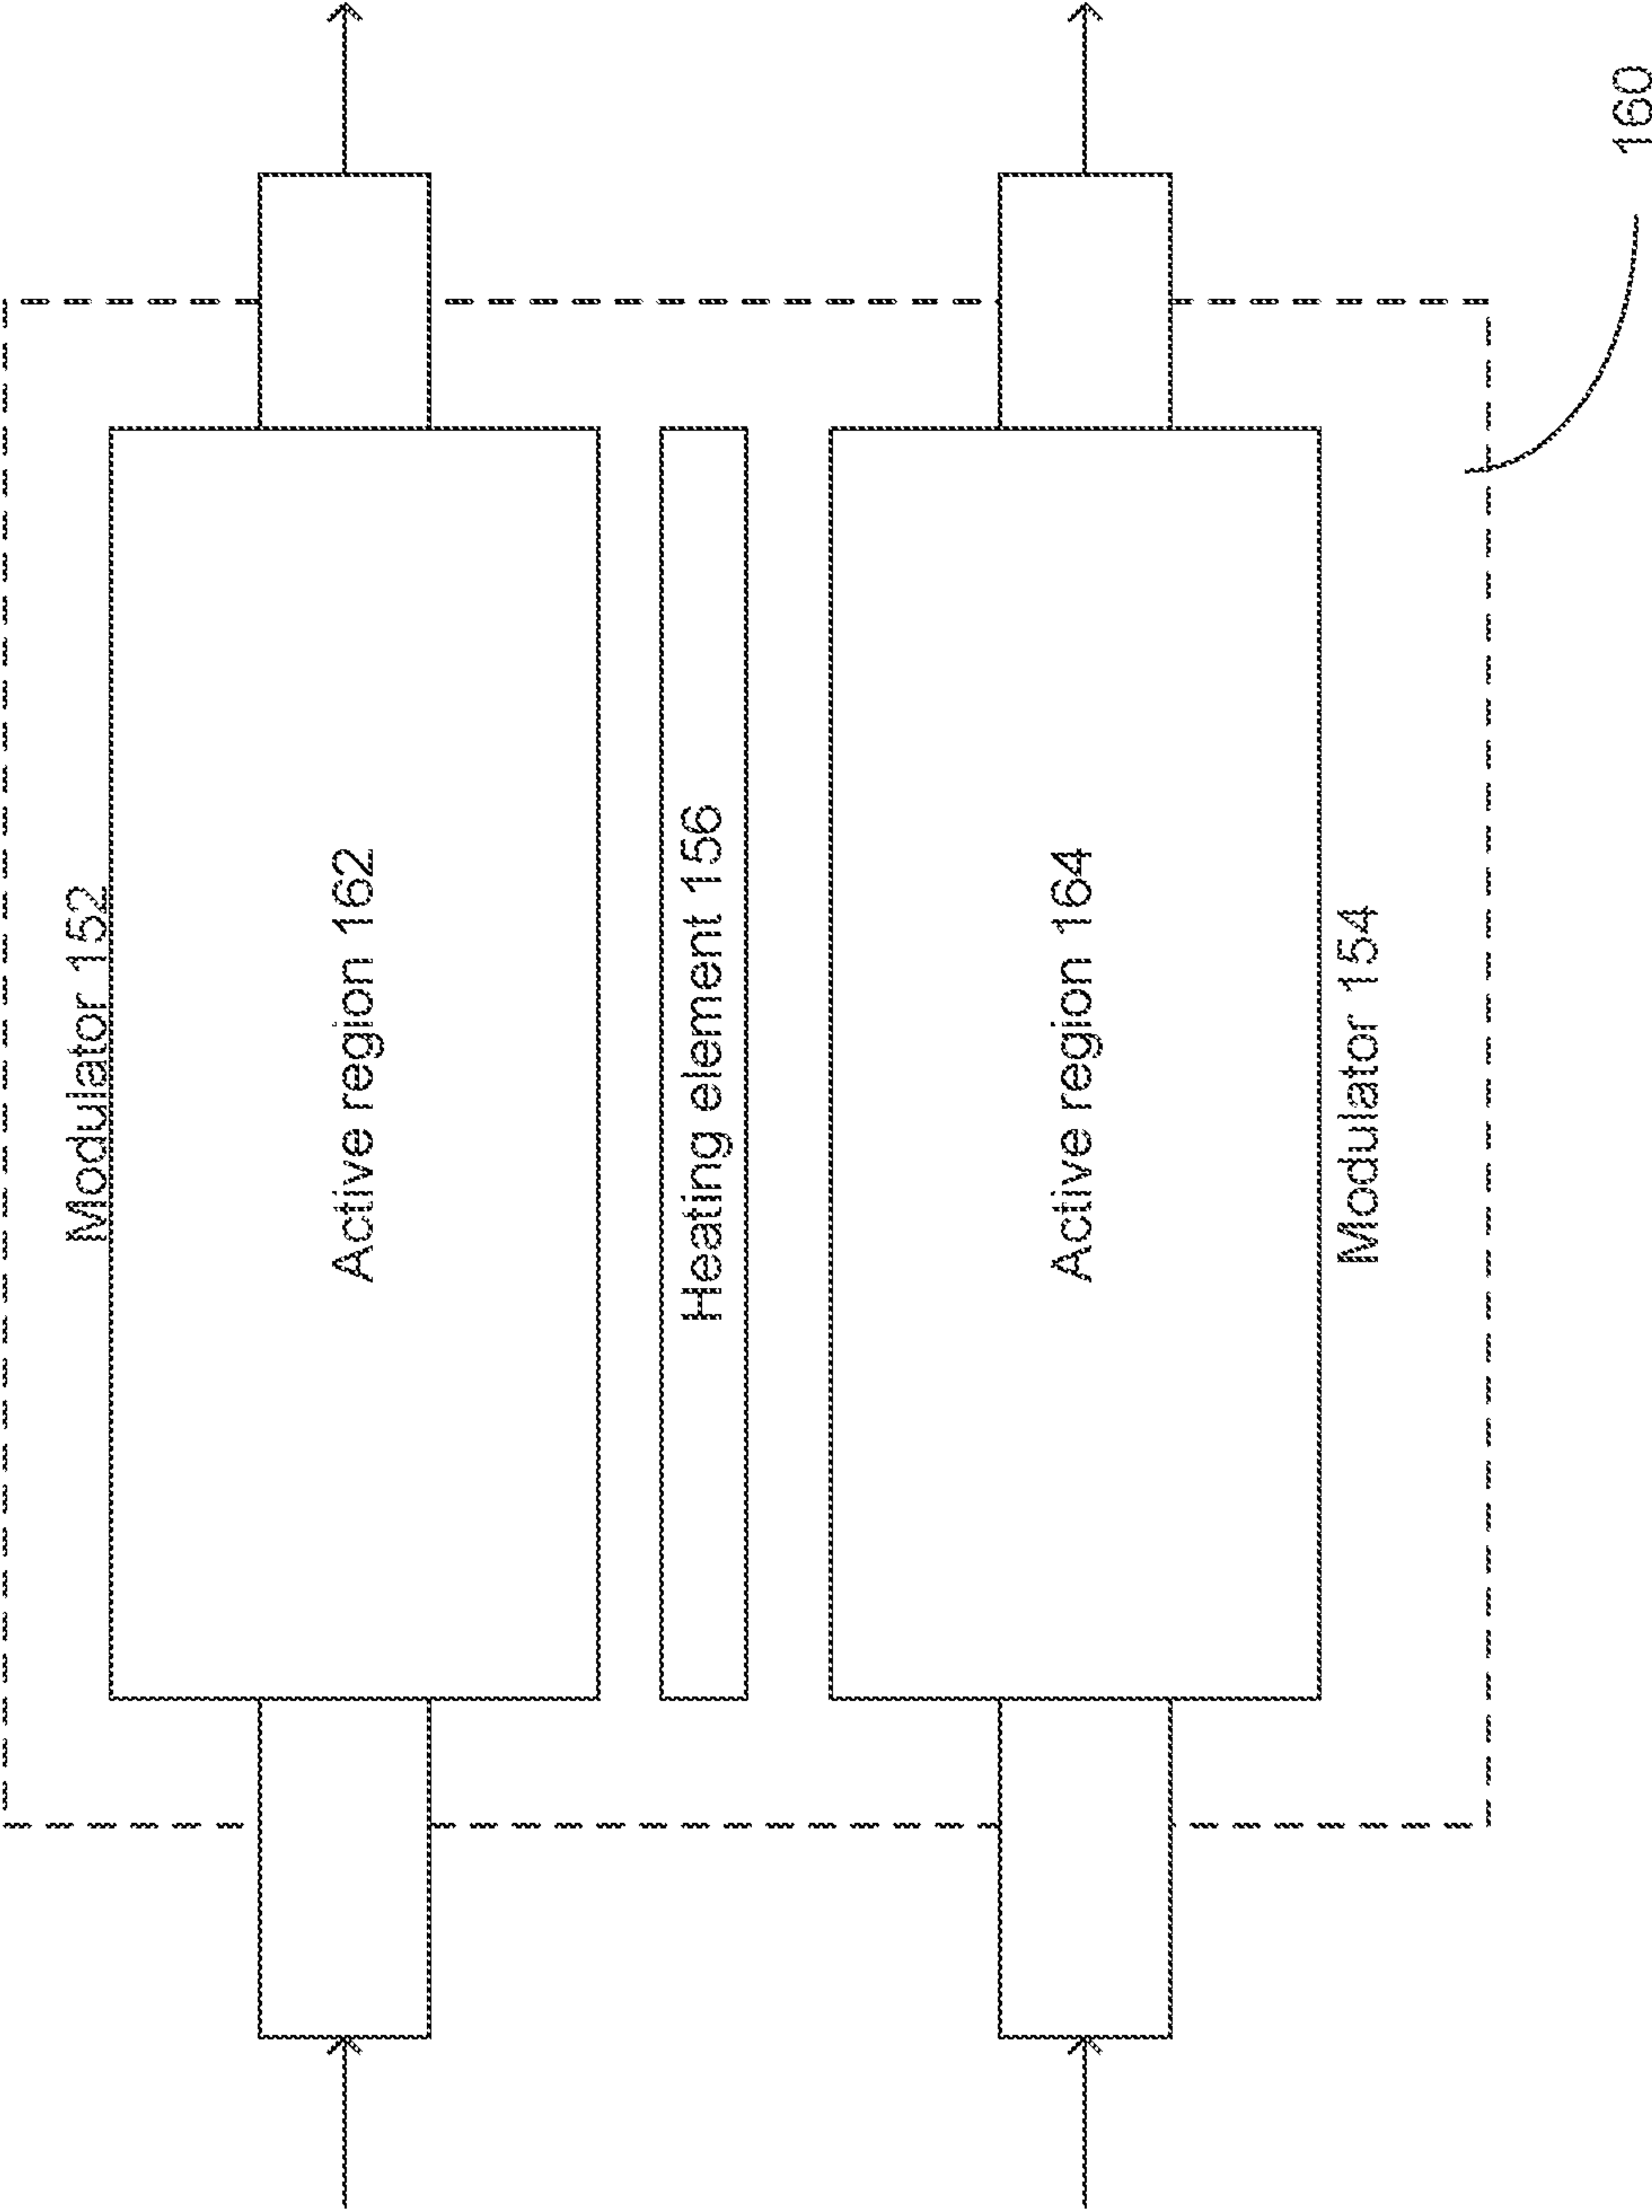 Modulator 152
Active region 162
Heating element 156
Active region 164
Modulator 154
160